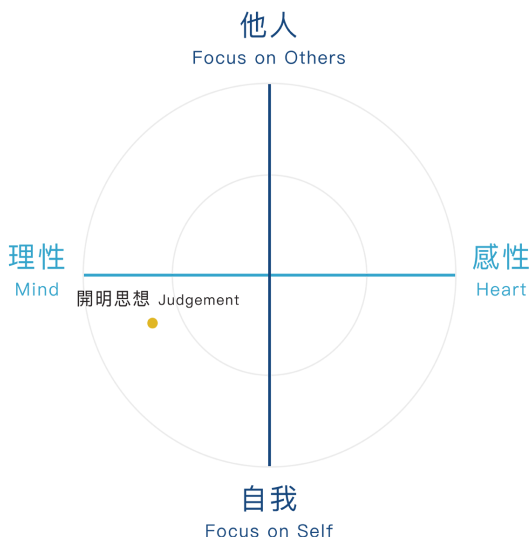 他人
Focus on Others
理性
Mind
感性
Heart
開明思想 Judgement
自我
Focus on Self